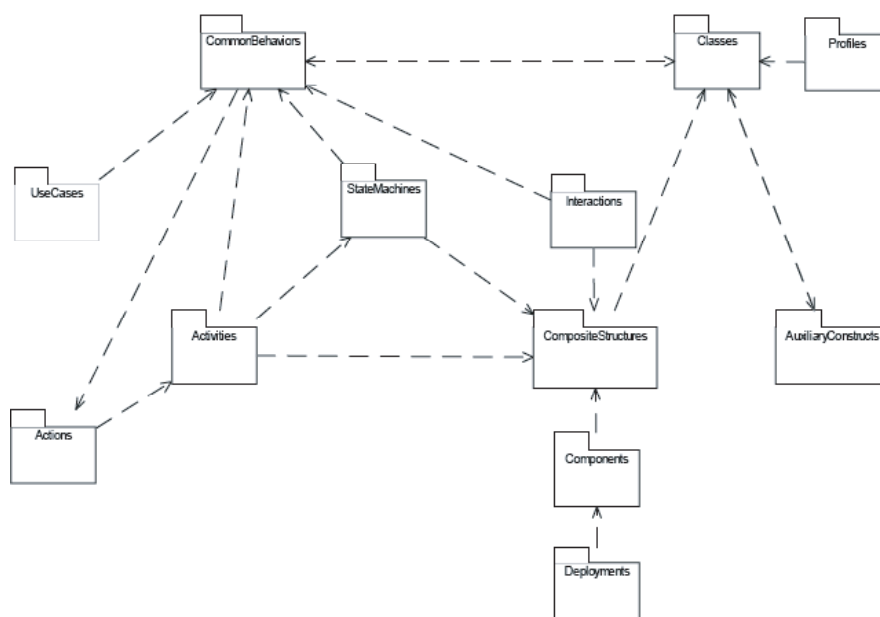 CommonBehaviors
Classes
Profiles
UseCases
StateMachines
Interactions
Activities
CompositeStructures
AuxiliaryConstructs
Actions
Components
Deployments